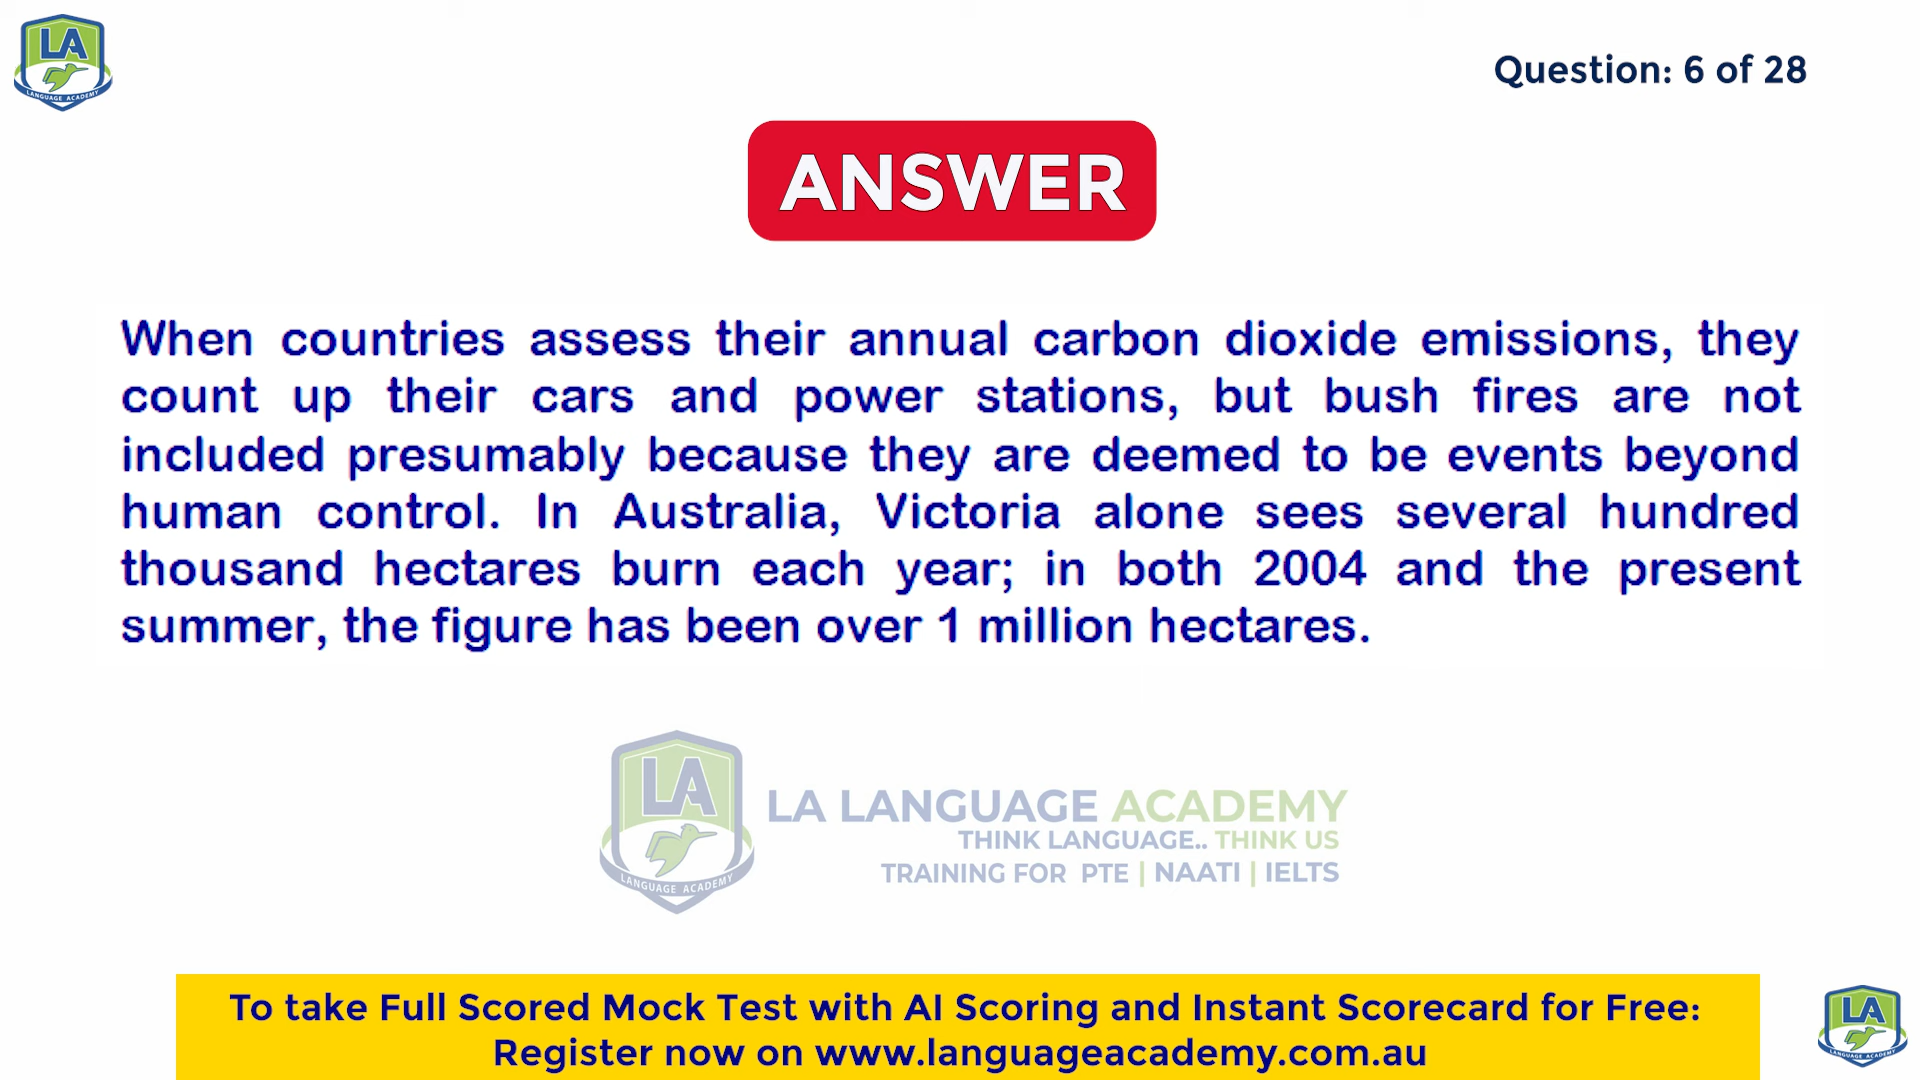 LA
LANGUAGE ACADEMY
Question: 6 of 28
ANSWER
When countries assess their annual carbon dioxide emissions, they
count up their cars and power stations, but bush fires are not
included presumably because they are deemed to be events beyond
human control. In Australia, Victoria alone sees several hundred
thousand hectares burn each year; in both 2004 and the present
summer, the figure has been over 1 million hectares.
LA
LANGUAGE ACADEMY
LA LANGUAGE ACADEMY
THINK LANGUAGE.. THINK US
TRAINING FOR PTE | NAATI | IELTS
To take Full Scored Mock Test with AI Scoring and Instant Scorecard for Free:
Register now on www.languageacademy.com.au
LA
LANGUAGE ACADEMY